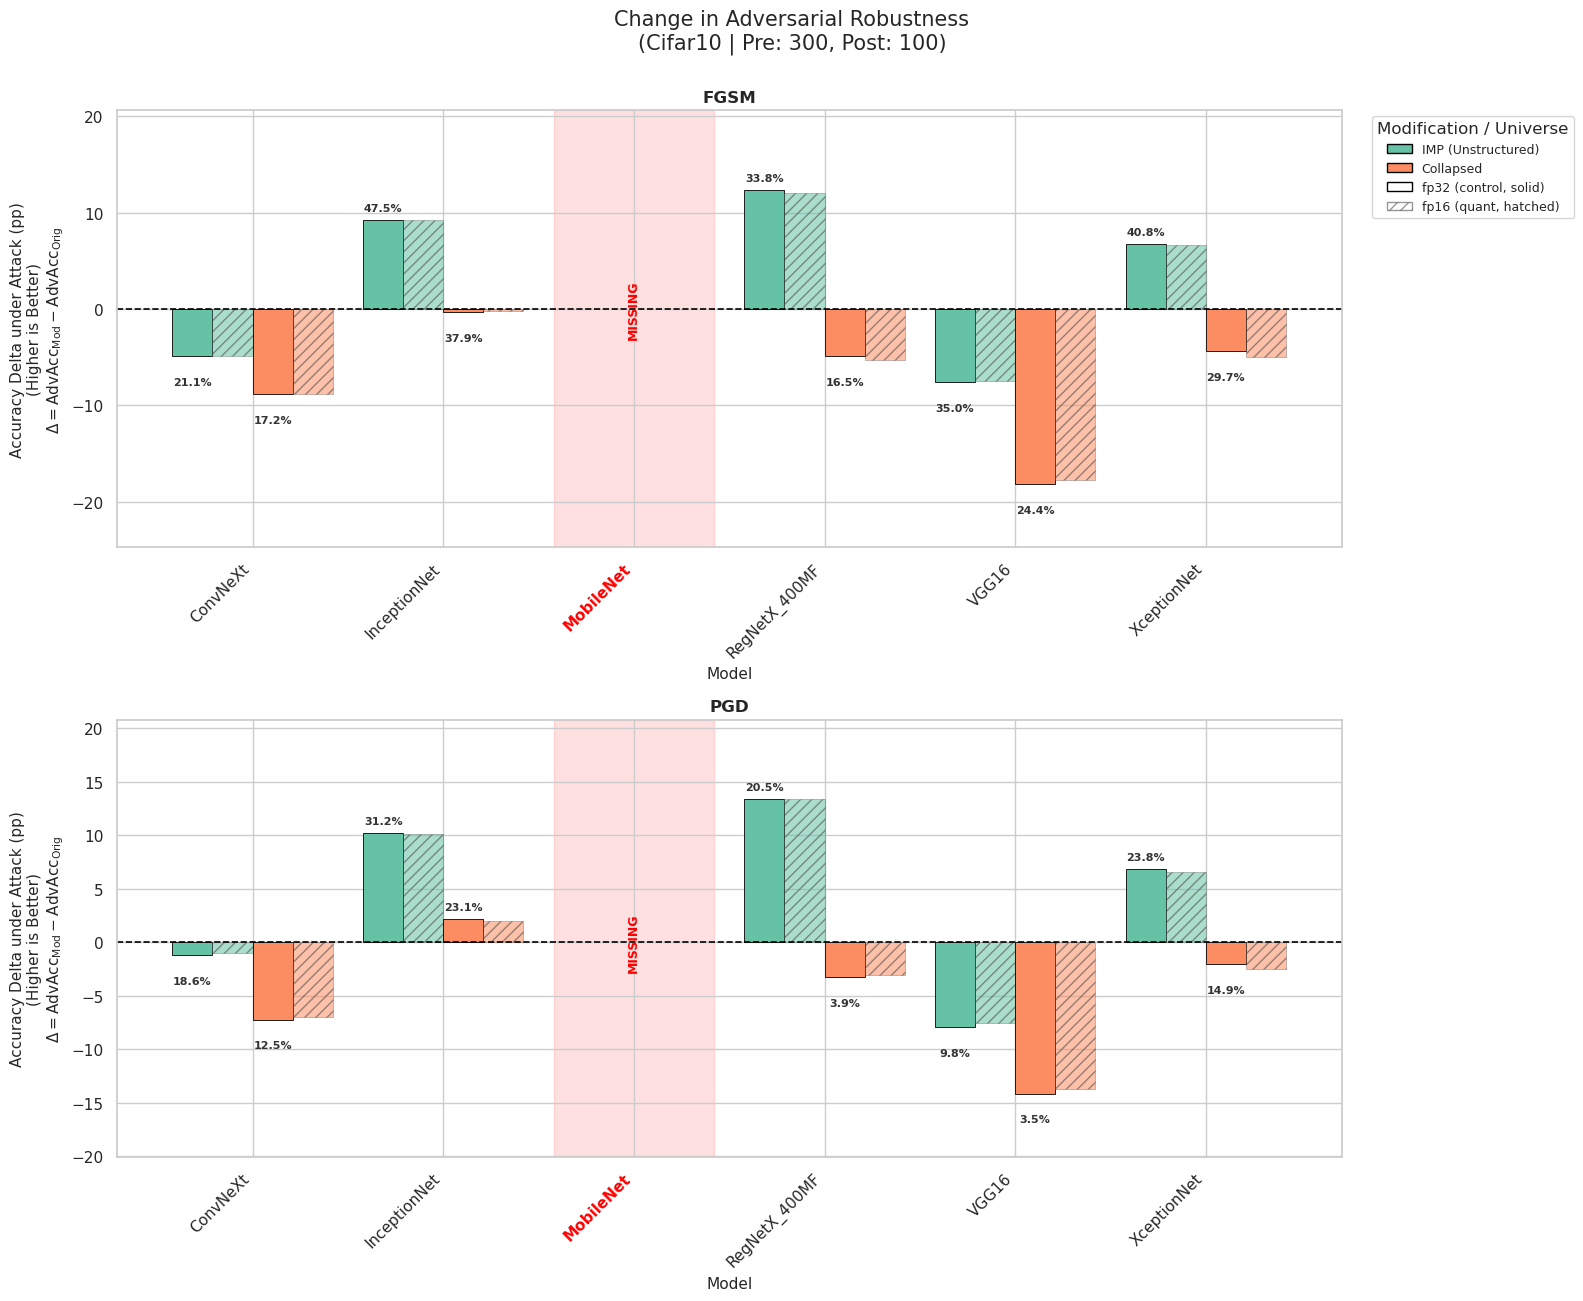 Change in Adversarial Robustness
(Cifar10 | Pre: 300, Post: 100)
FGSM
Accuracy Delta under Attack (pp)
(Higher is Better)
Δ = AdvAcc_Mod − AdvAcc_Orig
20
10
0
−10
−20
21.1%
17.2%
47.5%
37.9%
MISSING
33.8%
16.5%
35.0%
24.4%
40.8%
29.7%
ConvNeXt
InceptionNet
MobileNet
RegNetX_400MF
VGG16
XceptionNet
Model
Modification / Universe
IMP (Unstructured)
Collapsed
fp32 (control, solid)
fp16 (quant, hatched)
PGD
Accuracy Delta under Attack (pp)
(Higher is Better)
Δ = AdvAcc_Mod − AdvAcc_Orig
20
15
10
5
0
−5
−10
−15
−20
18.6%
12.5%
31.2%
23.1%
MISSING
20.5%
3.9%
9.8%
3.5%
23.8%
14.9%
ConvNeXt
InceptionNet
MobileNet
RegNetX_400MF
VGG16
XceptionNet
Model